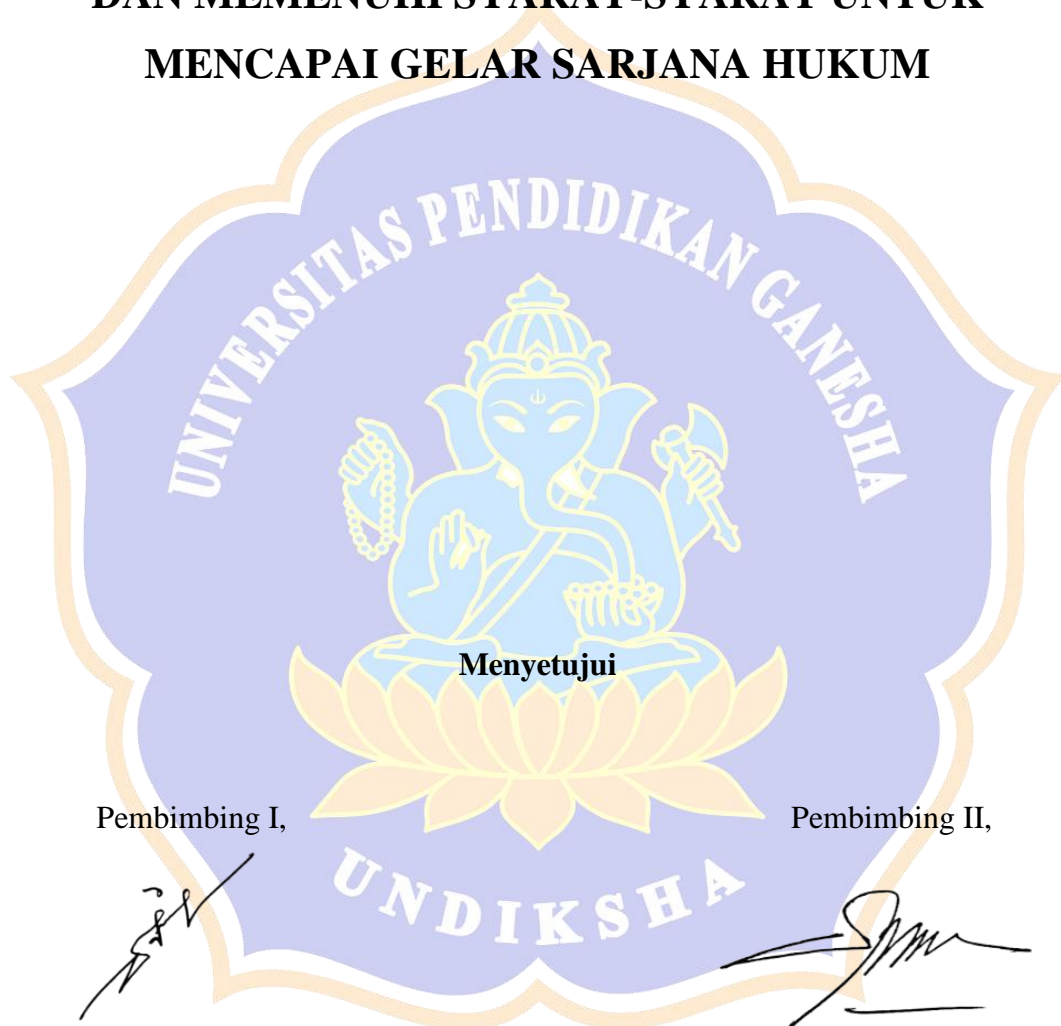 DAN MEMENUHI SYARAT-SYARAT UNTUK
MENCAPAI GELAR SARJANA HUKUM
UNIVERSITAS PENDIDIKAN GANESHA
Menyetujui
Pembimbing I,
Pembimbing II,
UNDIKSHA